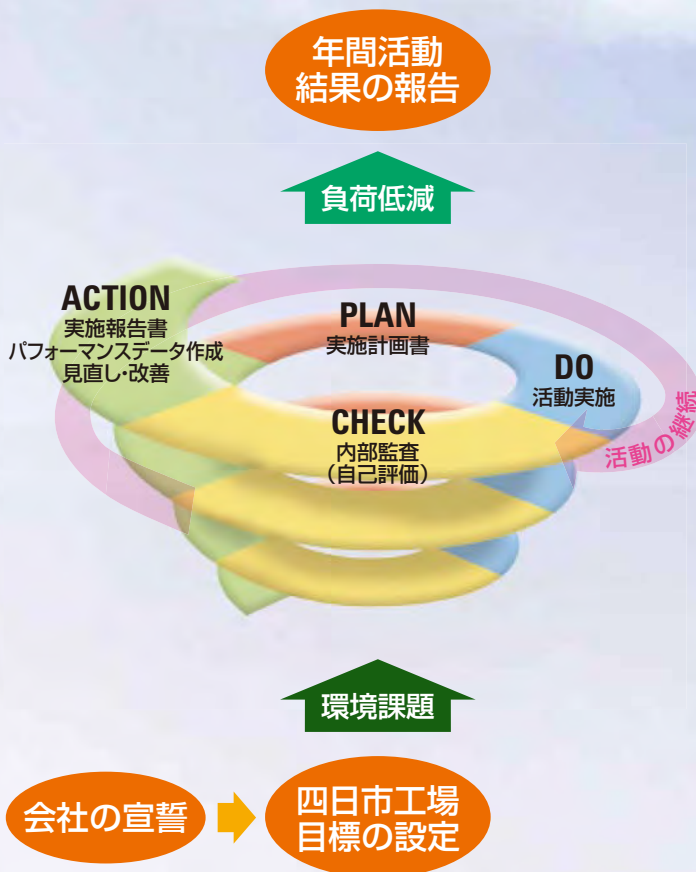 年間活動
結果の報告
負荷低減
ACTION
実施報告書
パフォーマンスデータ作成
見直し・改善
PLAN
実施計画書
DO
活動実施
CHECK
内部監査
（自己評価）
活動の継続
環境課題
会社の宣誓
四日市工場
目標の設定